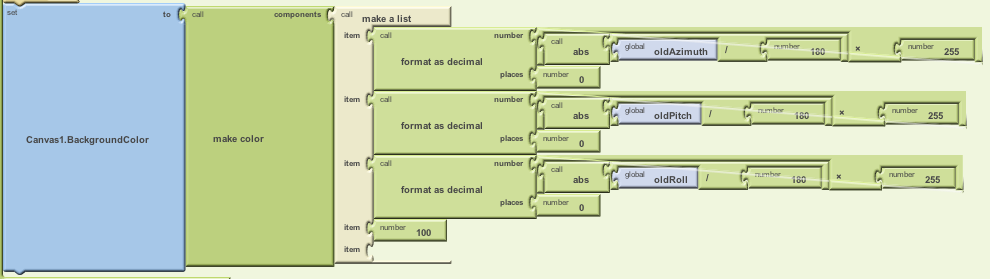 set to call components call make a list
item call number call abs global oldAzimuth / number 180 × number 255
format as decimal
places number 0
item call number call abs global oldPitch / number 180 × number 255
format as decimal
Canvas1.BackgroundColor make color
places number 0
item call number call abs global oldRoll / number 180 × number 255
format as decimal
places number 0
item number 100
item